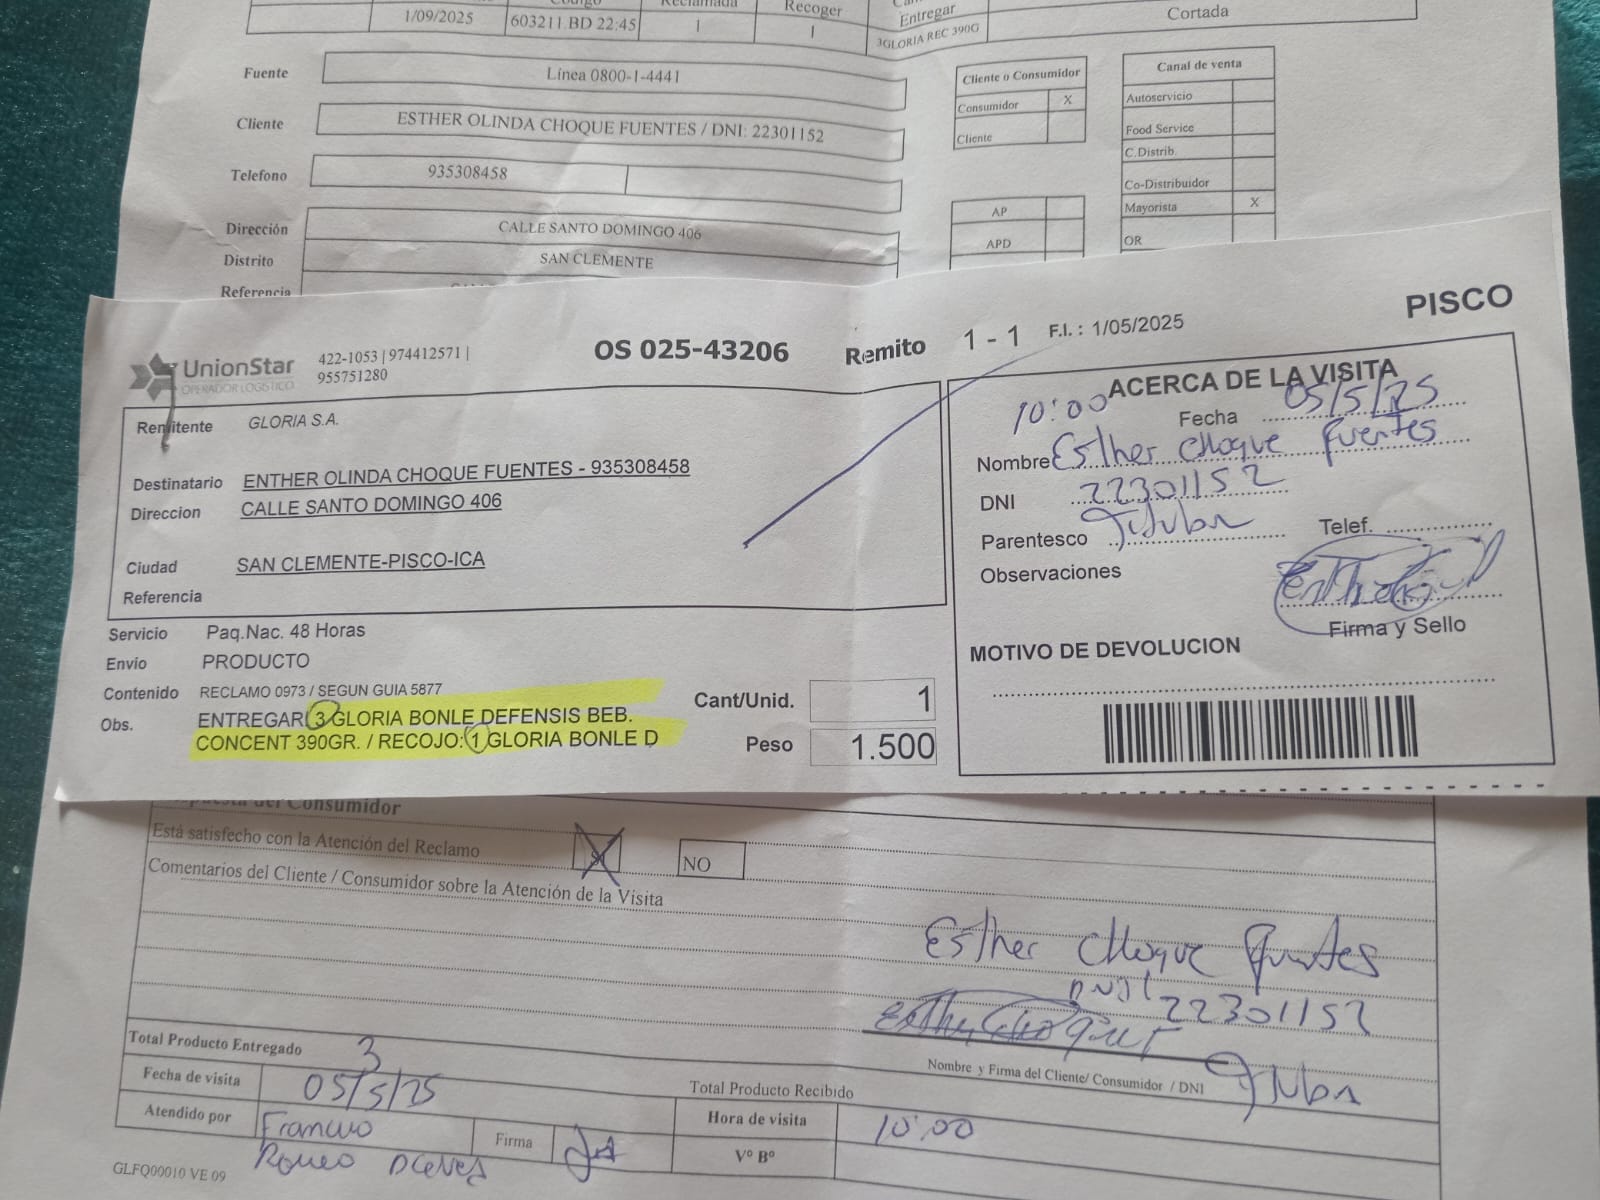 Código Reclamada Recoger
1/09/2025 603211.BD 22:45 1 1 Entregar 3GLORIA REC 390G Cortada
Fuente Línea 0800-1-4441
Cliente ESTHER OLINDA CHOQUE FUENTES / DNI: 22301152
Telefono 935308458
Dirección CALLE SANTO DOMINGO 406
Distrito SAN CLEMENTE
Referencia
Cliente o Consumidor
Consumidor X
Cliente
AP
APD
Canal de venta
Autoservicio
Food Service
C.Distrib.
Co-Distribuidor
Mayorista X
OR
UnionStar
OPERADOR LOGISTICO
422-1053 | 974412571 |
955751280
OS 025-43206 Remito 1 - 1 F.I. : 1/05/2025 PISCO
Remitente GLORIA S.A.
Destinatario ENTHER OLINDA CHOQUE FUENTES - 935308458
Direccion CALLE SANTO DOMINGO 406
Ciudad SAN CLEMENTE-PISCO-ICA
Referencia
Servicio Paq.Nac. 48 Horas
Envio PRODUCTO
Contenido RECLAMO 0973 / SEGUN GUIA 5877
Obs. ENTREGAR 3 GLORIA BONLE DEFENSIS BEB.
CONCENT 390GR. / RECOJO: 1 GLORIA BONLE D
Cant/Unid. 1
Peso 1.500
ACERCA DE LA VISITA
10:00 Fecha 05/5/25
Nombre Esther Choque Fuentes
DNI 22301152
Parentesco Titular Telef.
Observaciones
Firma y Sello
MOTIVO DE DEVOLUCION
del Consumidor
Está satisfecho con la Atención del Reclamo SI NO
Comentarios del Cliente / Consumidor sobre la Atención de la Visita
Esther Choque Fuentes
DNI 22301152
Nombre y Firma del Cliente/ Consumidor / DNI
Titular
Total Producto Entregado 3
Total Producto Recibido
Fecha de visita 05/5/25
Hora de visita 10:00
Atendido por Firma
Vº Bº
GLFQ00010 VE 09